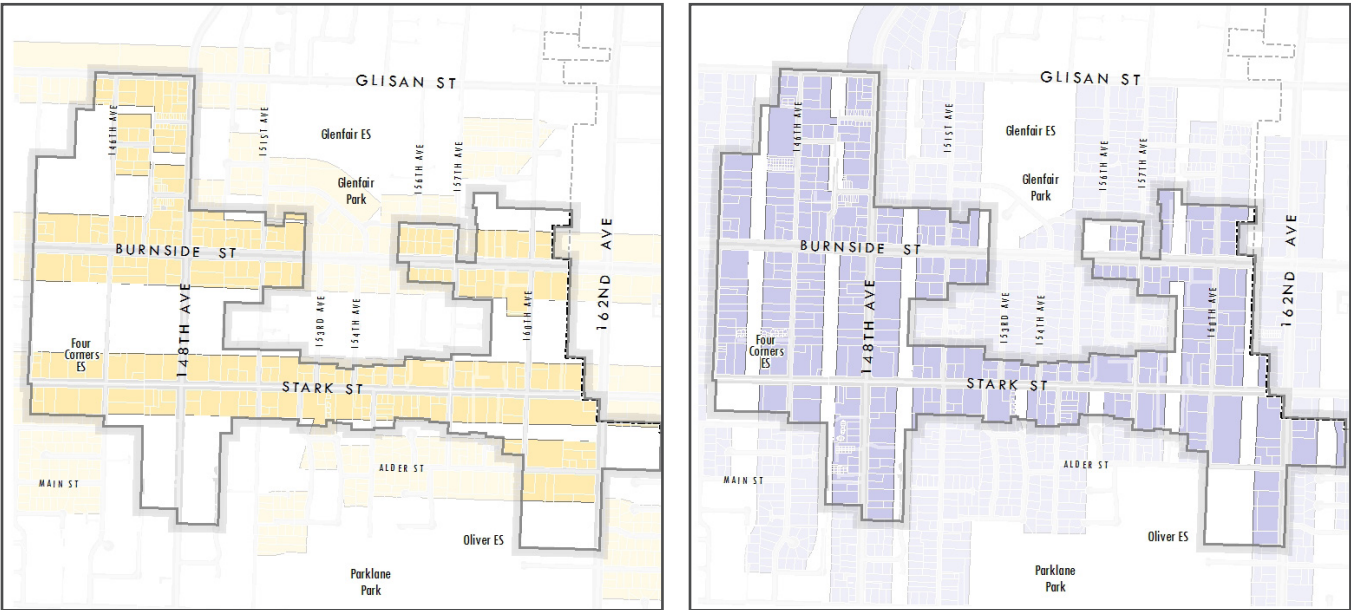 GLISAN ST
146TH AVE
151ST AVE
Glenfair ES
156TH AVE
157TH AVE
Glenfair
Park
162ND AVE
BURNSIDE ST
148TH AVE
153RD AVE
154TH AVE
160TH AVE
Four
Corners
ES
STARK ST
ALDER ST
MAIN ST
Oliver ES
Parklane
Park
GLISAN ST
146TH AVE
151ST AVE
Glenfair ES
156TH AVE
157TH AVE
Glenfair
Park
162ND AVE
BURNSIDE ST
148TH AVE
153RD AVE
154TH AVE
160TH AVE
Four
Corners
ES
STARK ST
ALDER ST
MAIN ST
Oliver ES
Parklane
Park